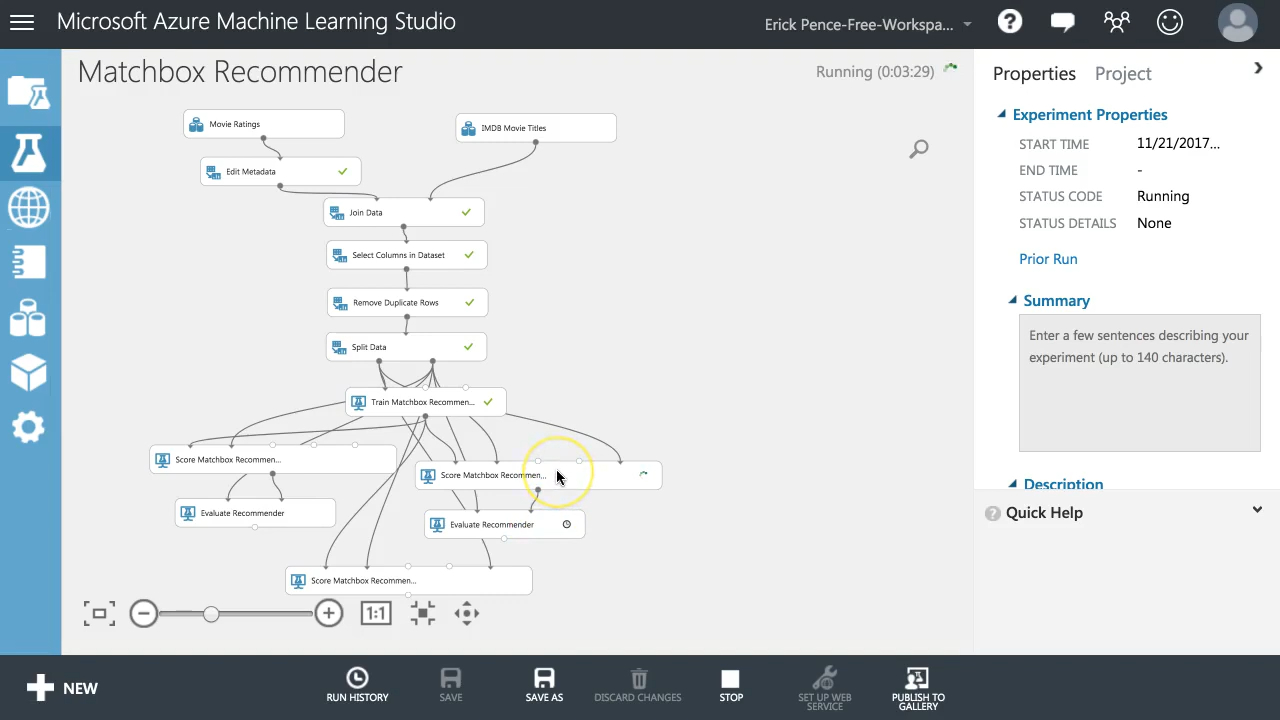 Microsoft Azure Machine Learning Studio
Erick Pence-Free-Workspa...
Matchbox Recommender
Running (0:03:29)
Movie Ratings
IMDB Movie Titles
Edit Metadata
Join Data
Select Columns in Dataset
Remove Duplicate Rows
Split Data
Train Matchbox Recommen...
Score Matchbox Recommen...
Score Matchbox Recommen...
Evaluate Recommender
Evaluate Recommender
Score Matchbox Recommen...
1:1
Properties
Project
Experiment Properties
START TIME 11/21/2017...
END TIME -
STATUS CODE Running
STATUS DETAILS None
Prior Run
Summary
Enter a few sentences describing your
experiment (up to 140 characters).
Description
? Quick Help
NEW
RUN HISTORY
SAVE
SAVE AS
DISCARD CHANGES
STOP
SET UP WEB
SERVICE
PUBLISH TO
GALLERY